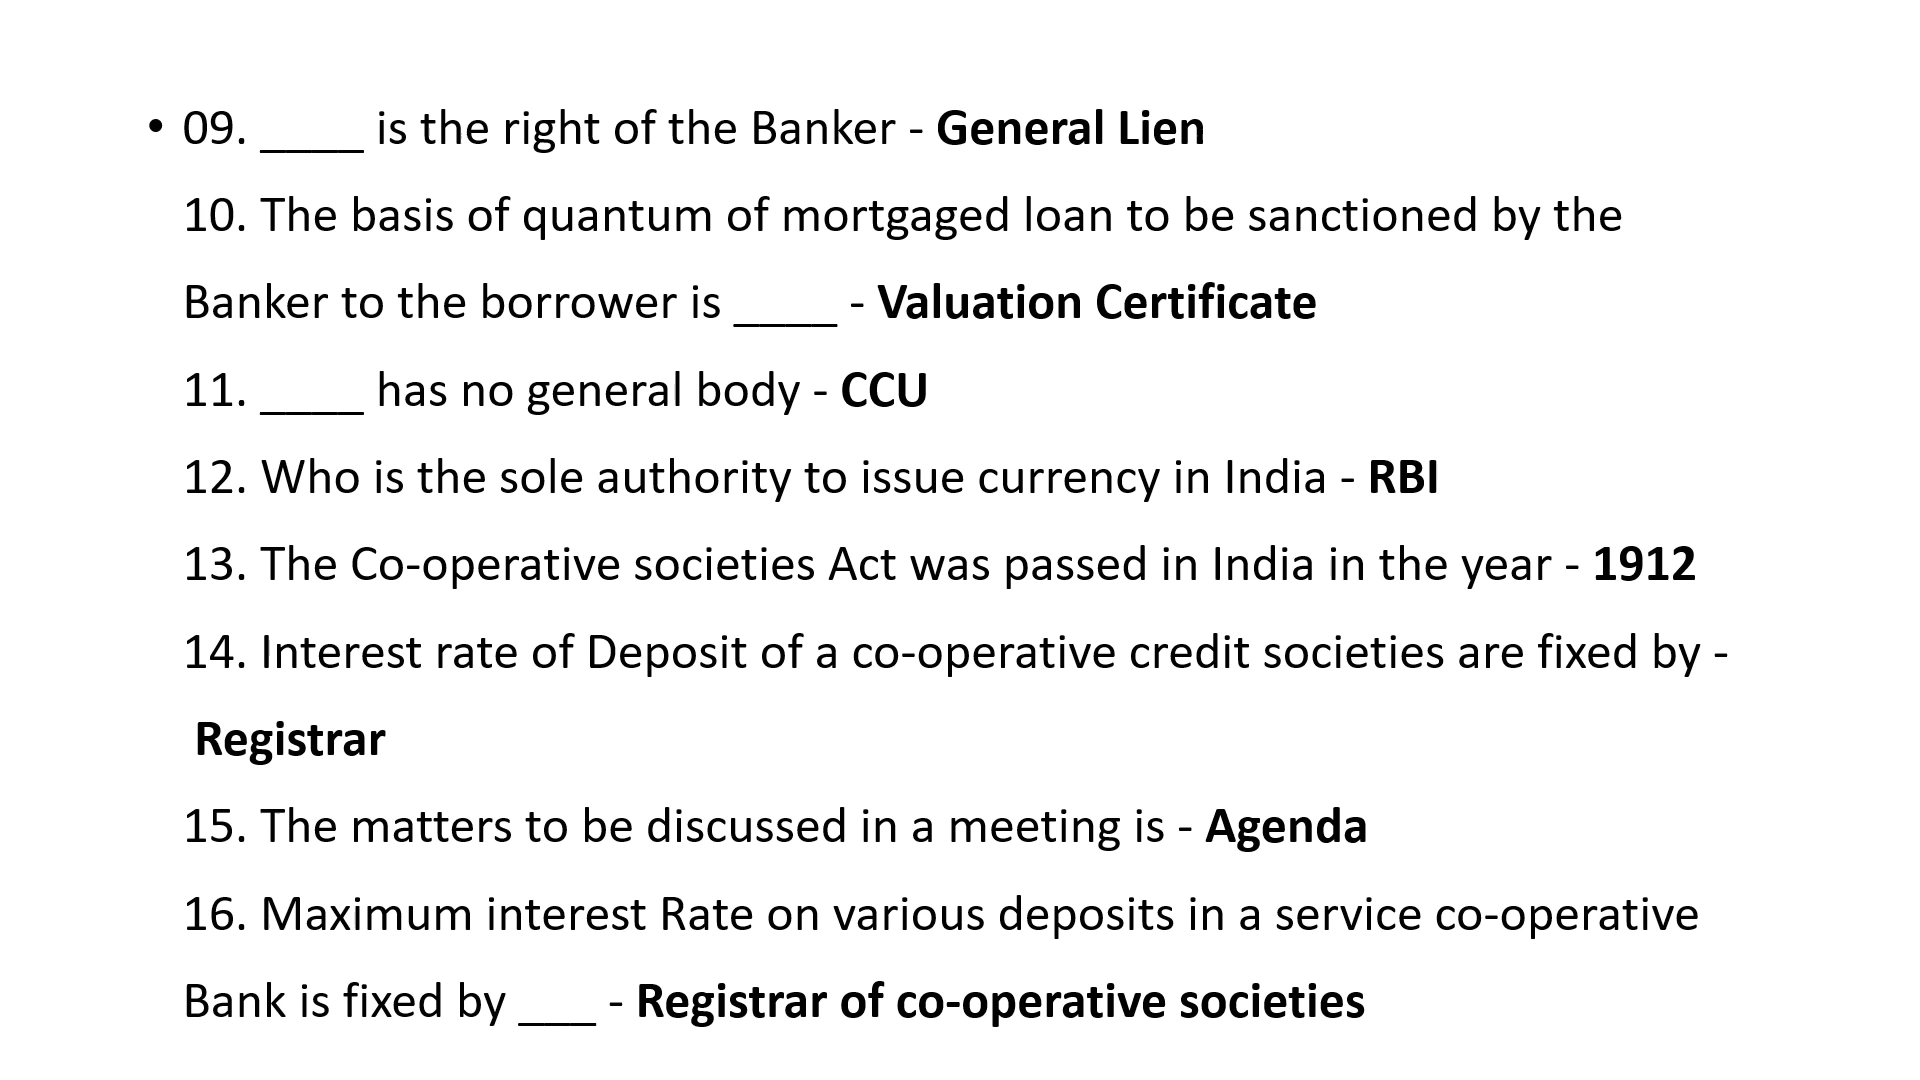 • 09. ____ is the right of the Banker - General Lien
10. The basis of quantum of mortgaged loan to be sanctioned by the
Banker to the borrower is ____ - Valuation Certificate
11. ____ has no general body - CCU
12. Who is the sole authority to issue currency in India - RBI
13. The Co-operative societies Act was passed in India in the year - 1912
14. Interest rate of Deposit of a co-operative credit societies are fixed by -
Registrar
15. The matters to be discussed in a meeting is - Agenda
16. Maximum interest Rate on various deposits in a service co-operative
Bank is fixed by ___ - Registrar of co-operative societies